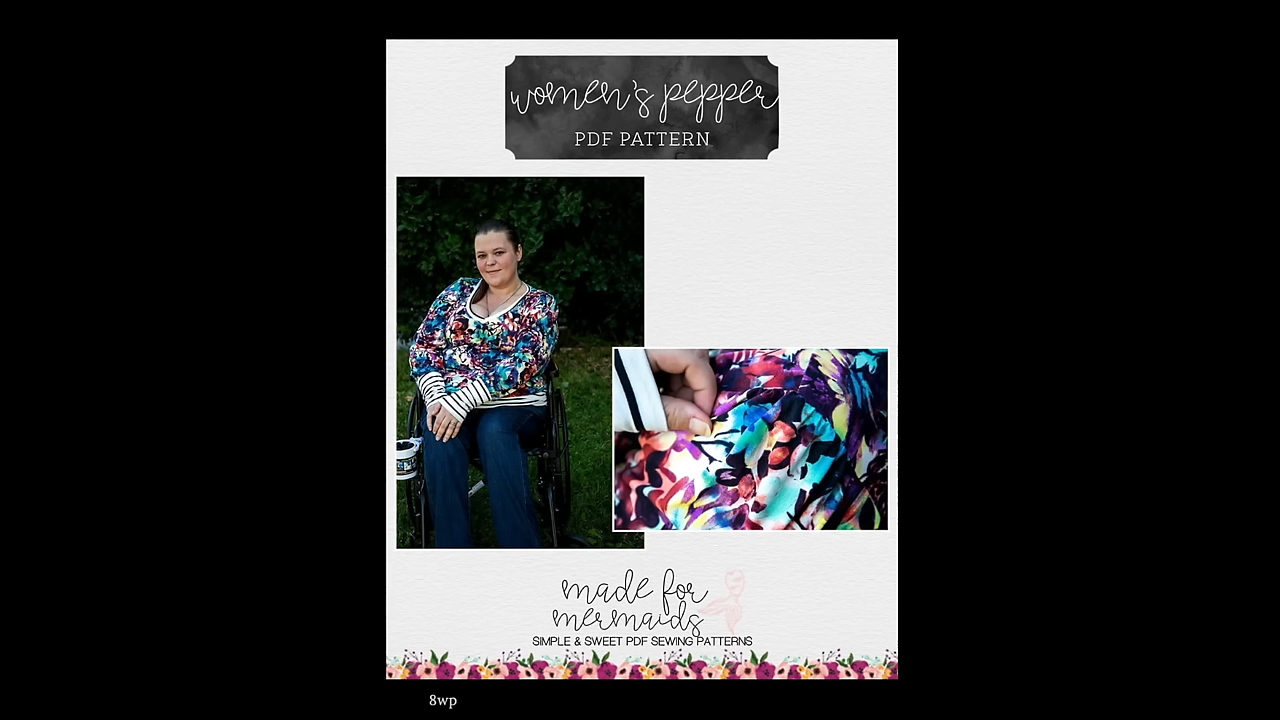 women's pepper
PDF PATTERN
made for
mermaids
SIMPLE & SWEET PDF SEWING PATTERNS
8wp